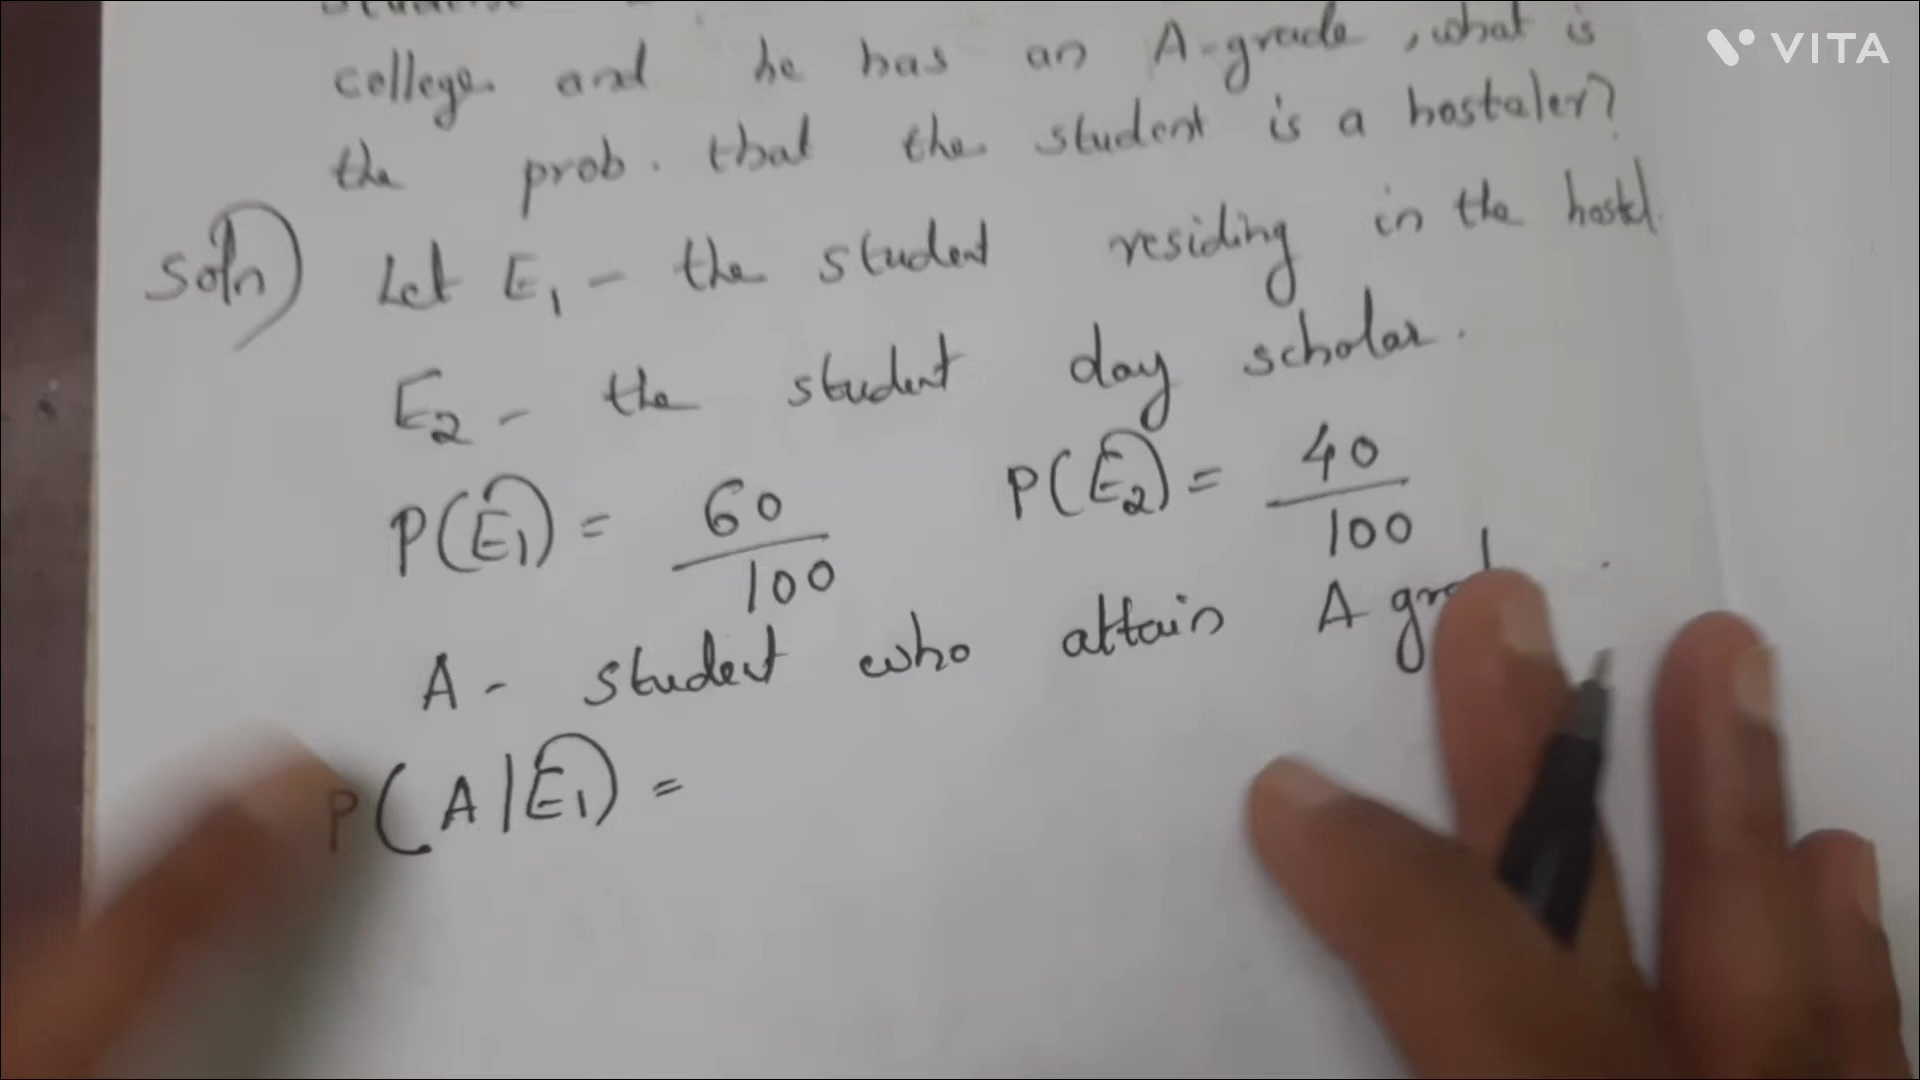 VITA
college and he has an A-grade, what is
the prob. that the student is a hostaler?
Soln) Let E1 - the student residing in the hostel.
E2 - the student day scholar.
P(E1) = 60/100 P(E2) = 40/100
A - student who attain A
P(A|E1) =